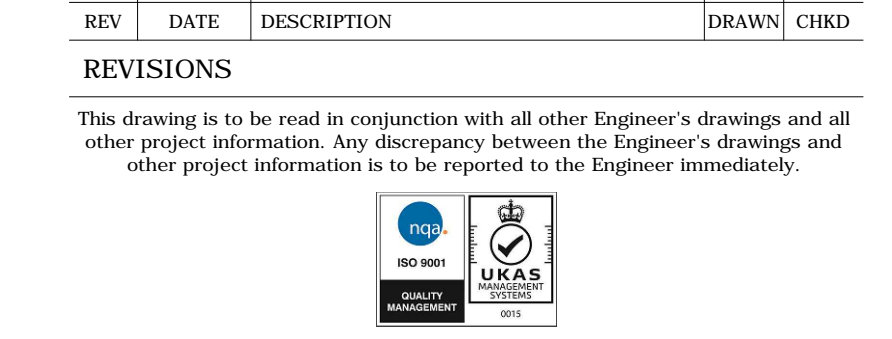 REV DATE DESCRIPTION DRAWN CHKD
REVISIONS
This drawing is to be read in conjunction with all other Engineer's drawings and all
other project information. Any discrepancy between the Engineer's drawings and
other project information is to be reported to the Engineer immediately.
nqa.
ISO 9001
QUALITY
MANAGEMENT
UKAS
MANAGEMENT
SYSTEMS
0015